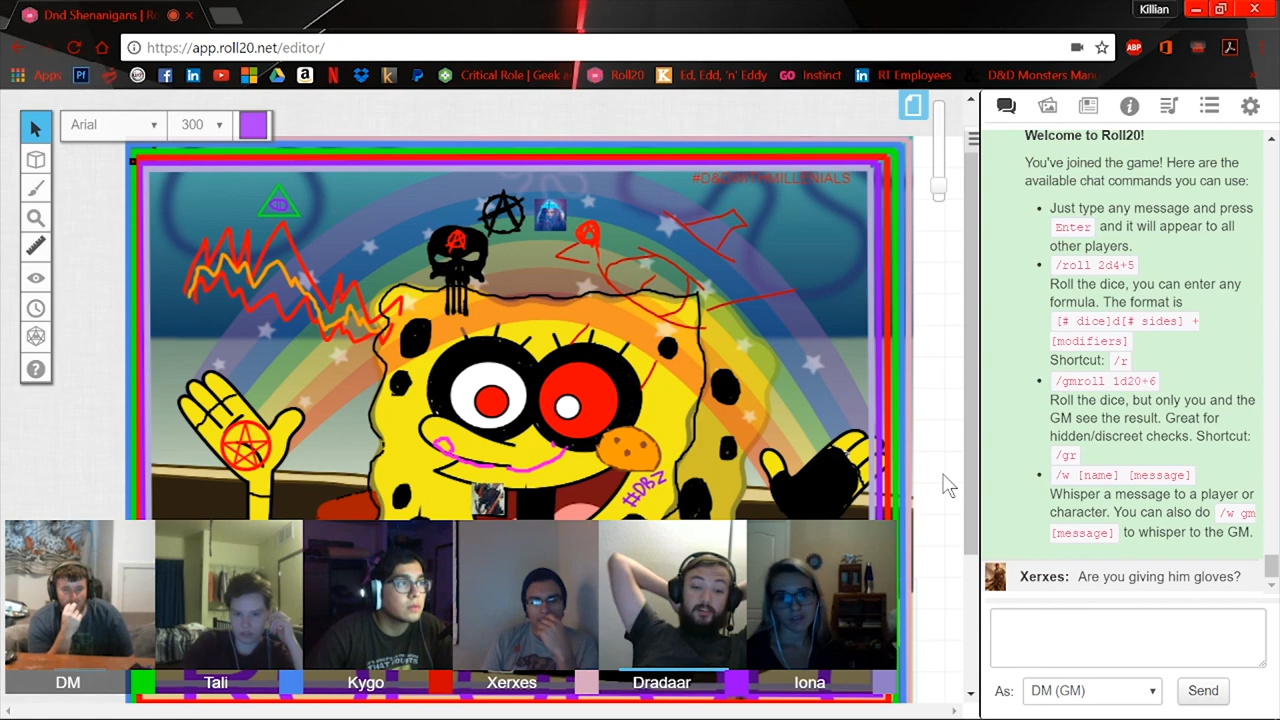 Dnd Shenanigans | Ro
Killian
https://app.roll20.net/editor/
ABP
Apps
Critical Role | Geek a
Roll20
Ed, Edd, 'n' Eddy
GO Instinct
RT Employees
D&D Monsters Man
Arial
300
#D&DWITHMILLENIALS
#DBZ
DM
Tali
Kygo
Xerxes
Dradaar
Iona
Welcome to Roll20!
You've joined the game! Here are the
available chat commands you can use:
Just type any message and press
Enter and it will appear to all
other players.
/roll 2d4+5
Roll the dice, you can enter any
formula. The format is
[# dice]d[# sides] +
[modifiers]
Shortcut: /r
/gmroll 1d20+6
Roll the dice, but only you and the
GM see the result. Great for
hidden/discreet checks. Shortcut:
/gr
/w [name] [message]
Whisper a message to a player or
character. You can also do /w gm
[message] to whisper to the GM.
Xerxes: Are you giving him gloves?
As: DM (GM)
Send